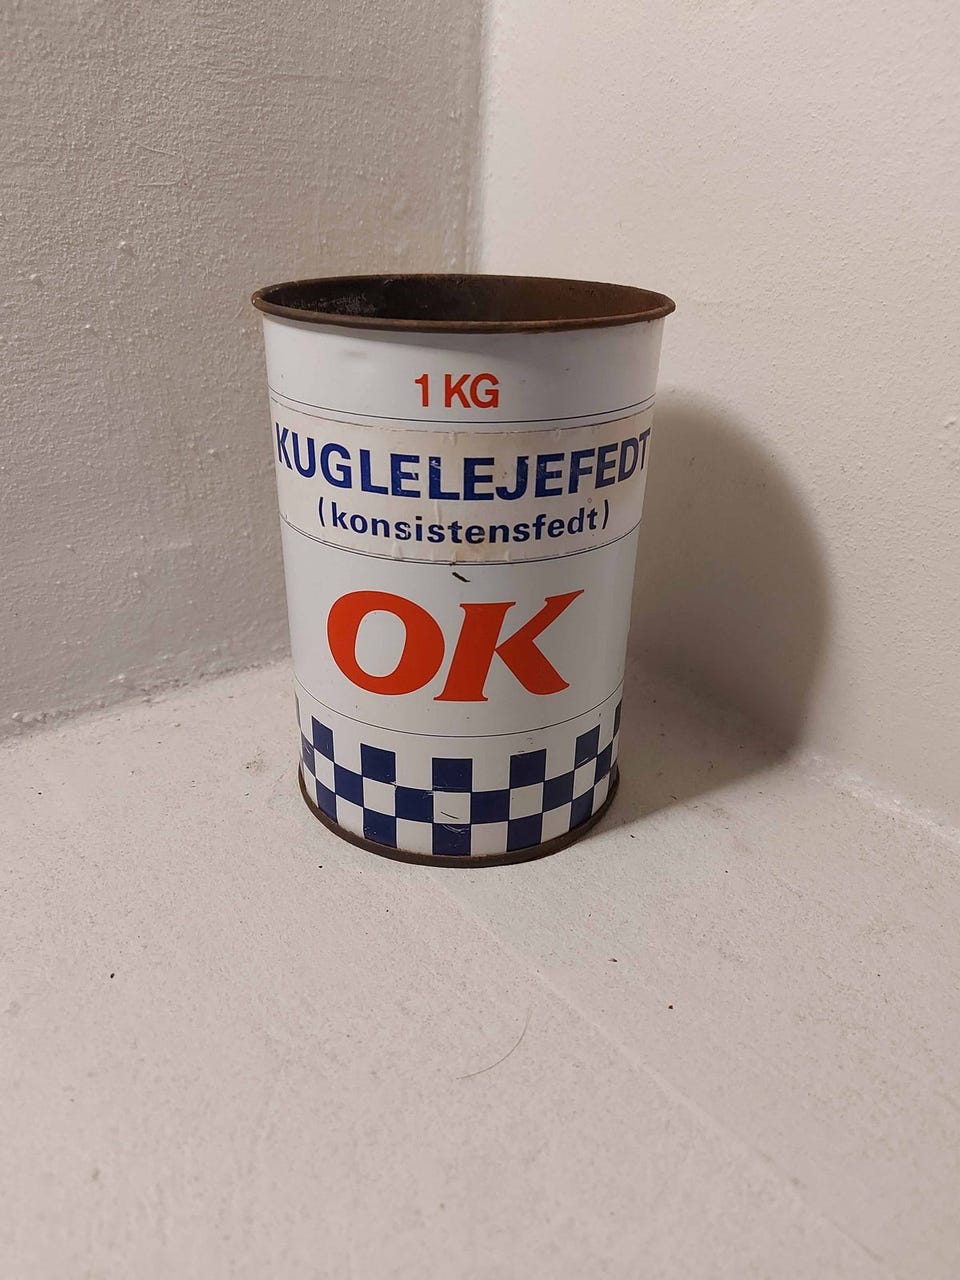 1 KG
KUGLELEJEFEDT
(konsistensfedt)
OK